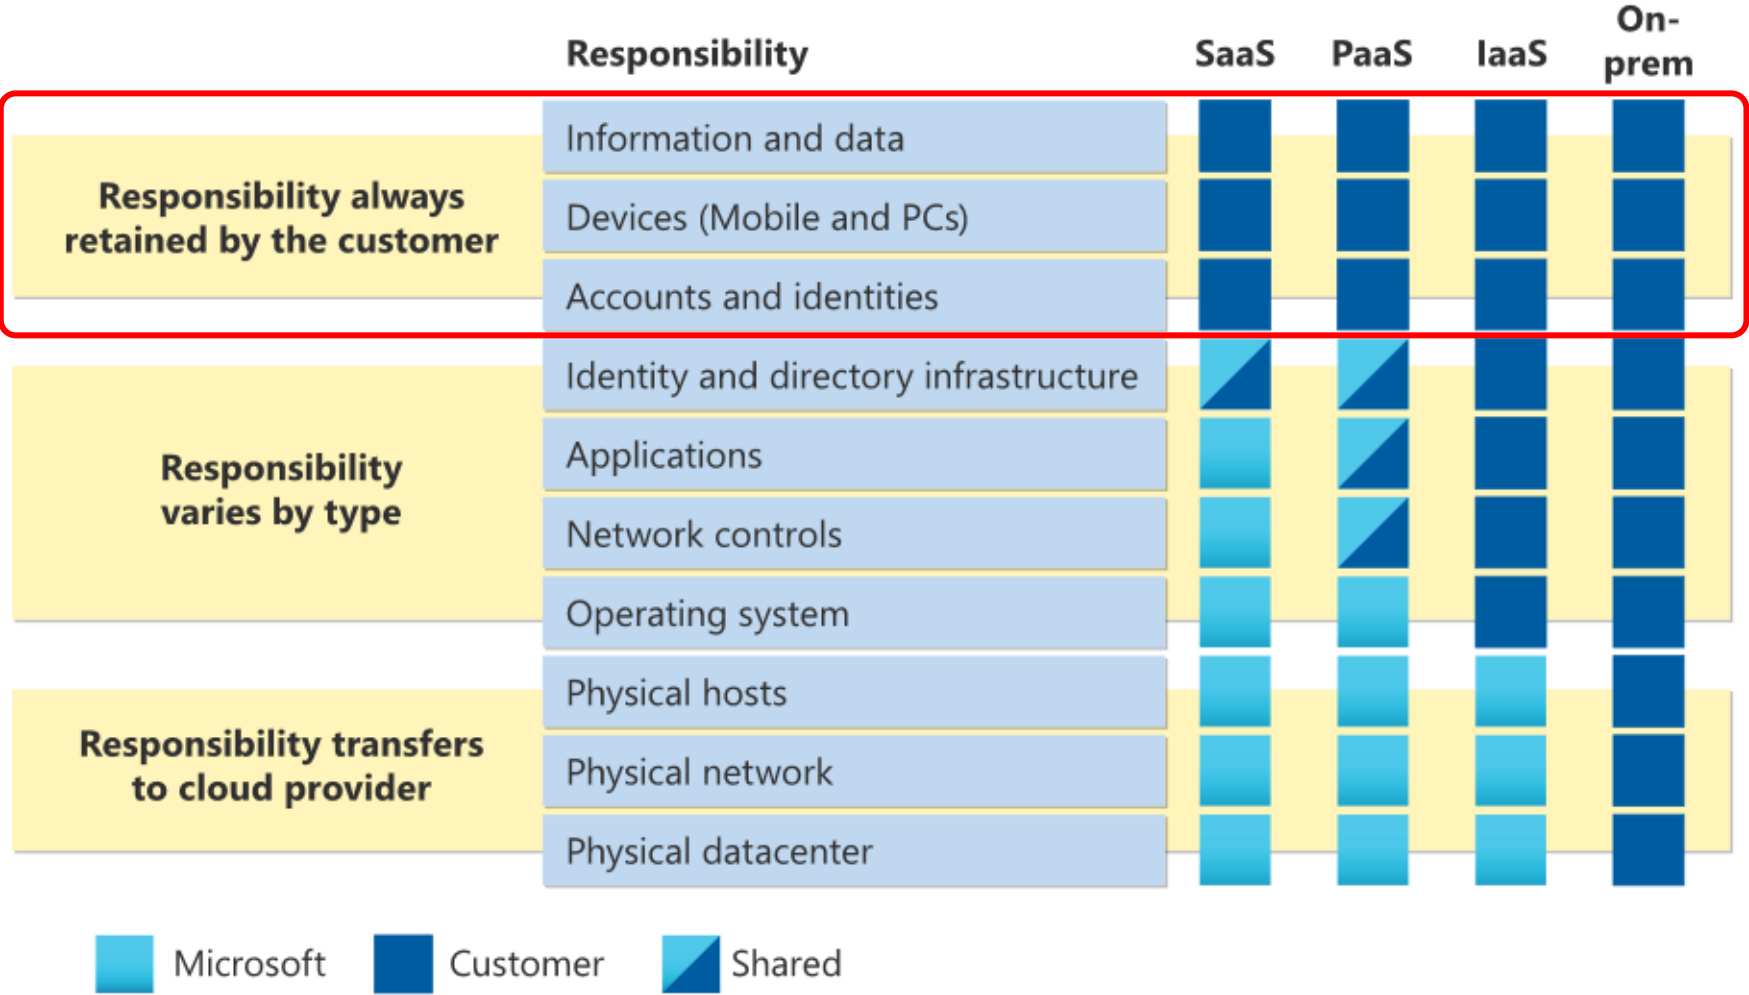 Responsibility SaaS PaaS IaaS On-
prem
Responsibility always
retained by the customer
Information and data
Devices (Mobile and PCs)
Accounts and identities
Responsibility
varies by type
Identity and directory infrastructure
Applications
Network controls
Operating system
Responsibility transfers
to cloud provider
Physical hosts
Physical network
Physical datacenter
Microsoft Customer Shared